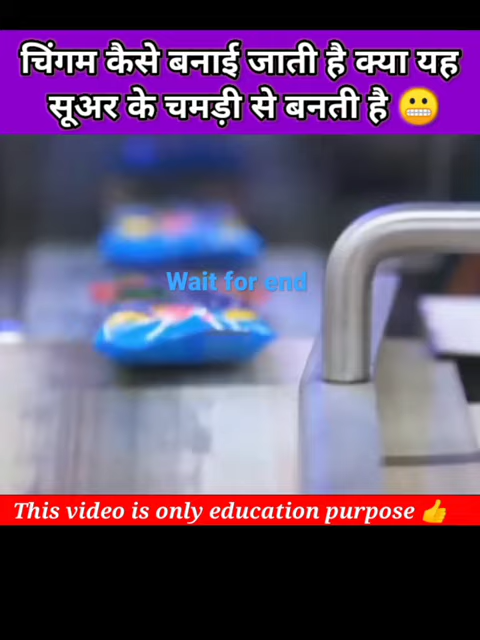 चिंगम कैसे बनाई जाती है क्या यह
सूअर के चमड़ी से बनती है 😬
Wait for end
This video is only education purpose 👍